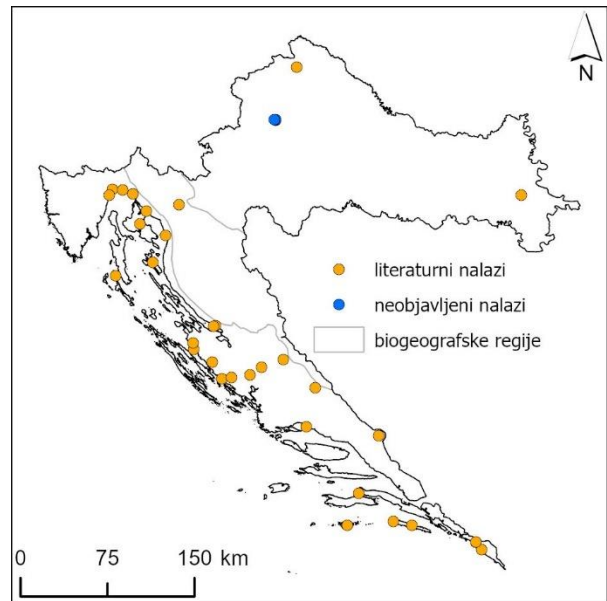 N
literaturni nalazi
neobjavljeni nalazi
biogeografske regije
0 75 150 km